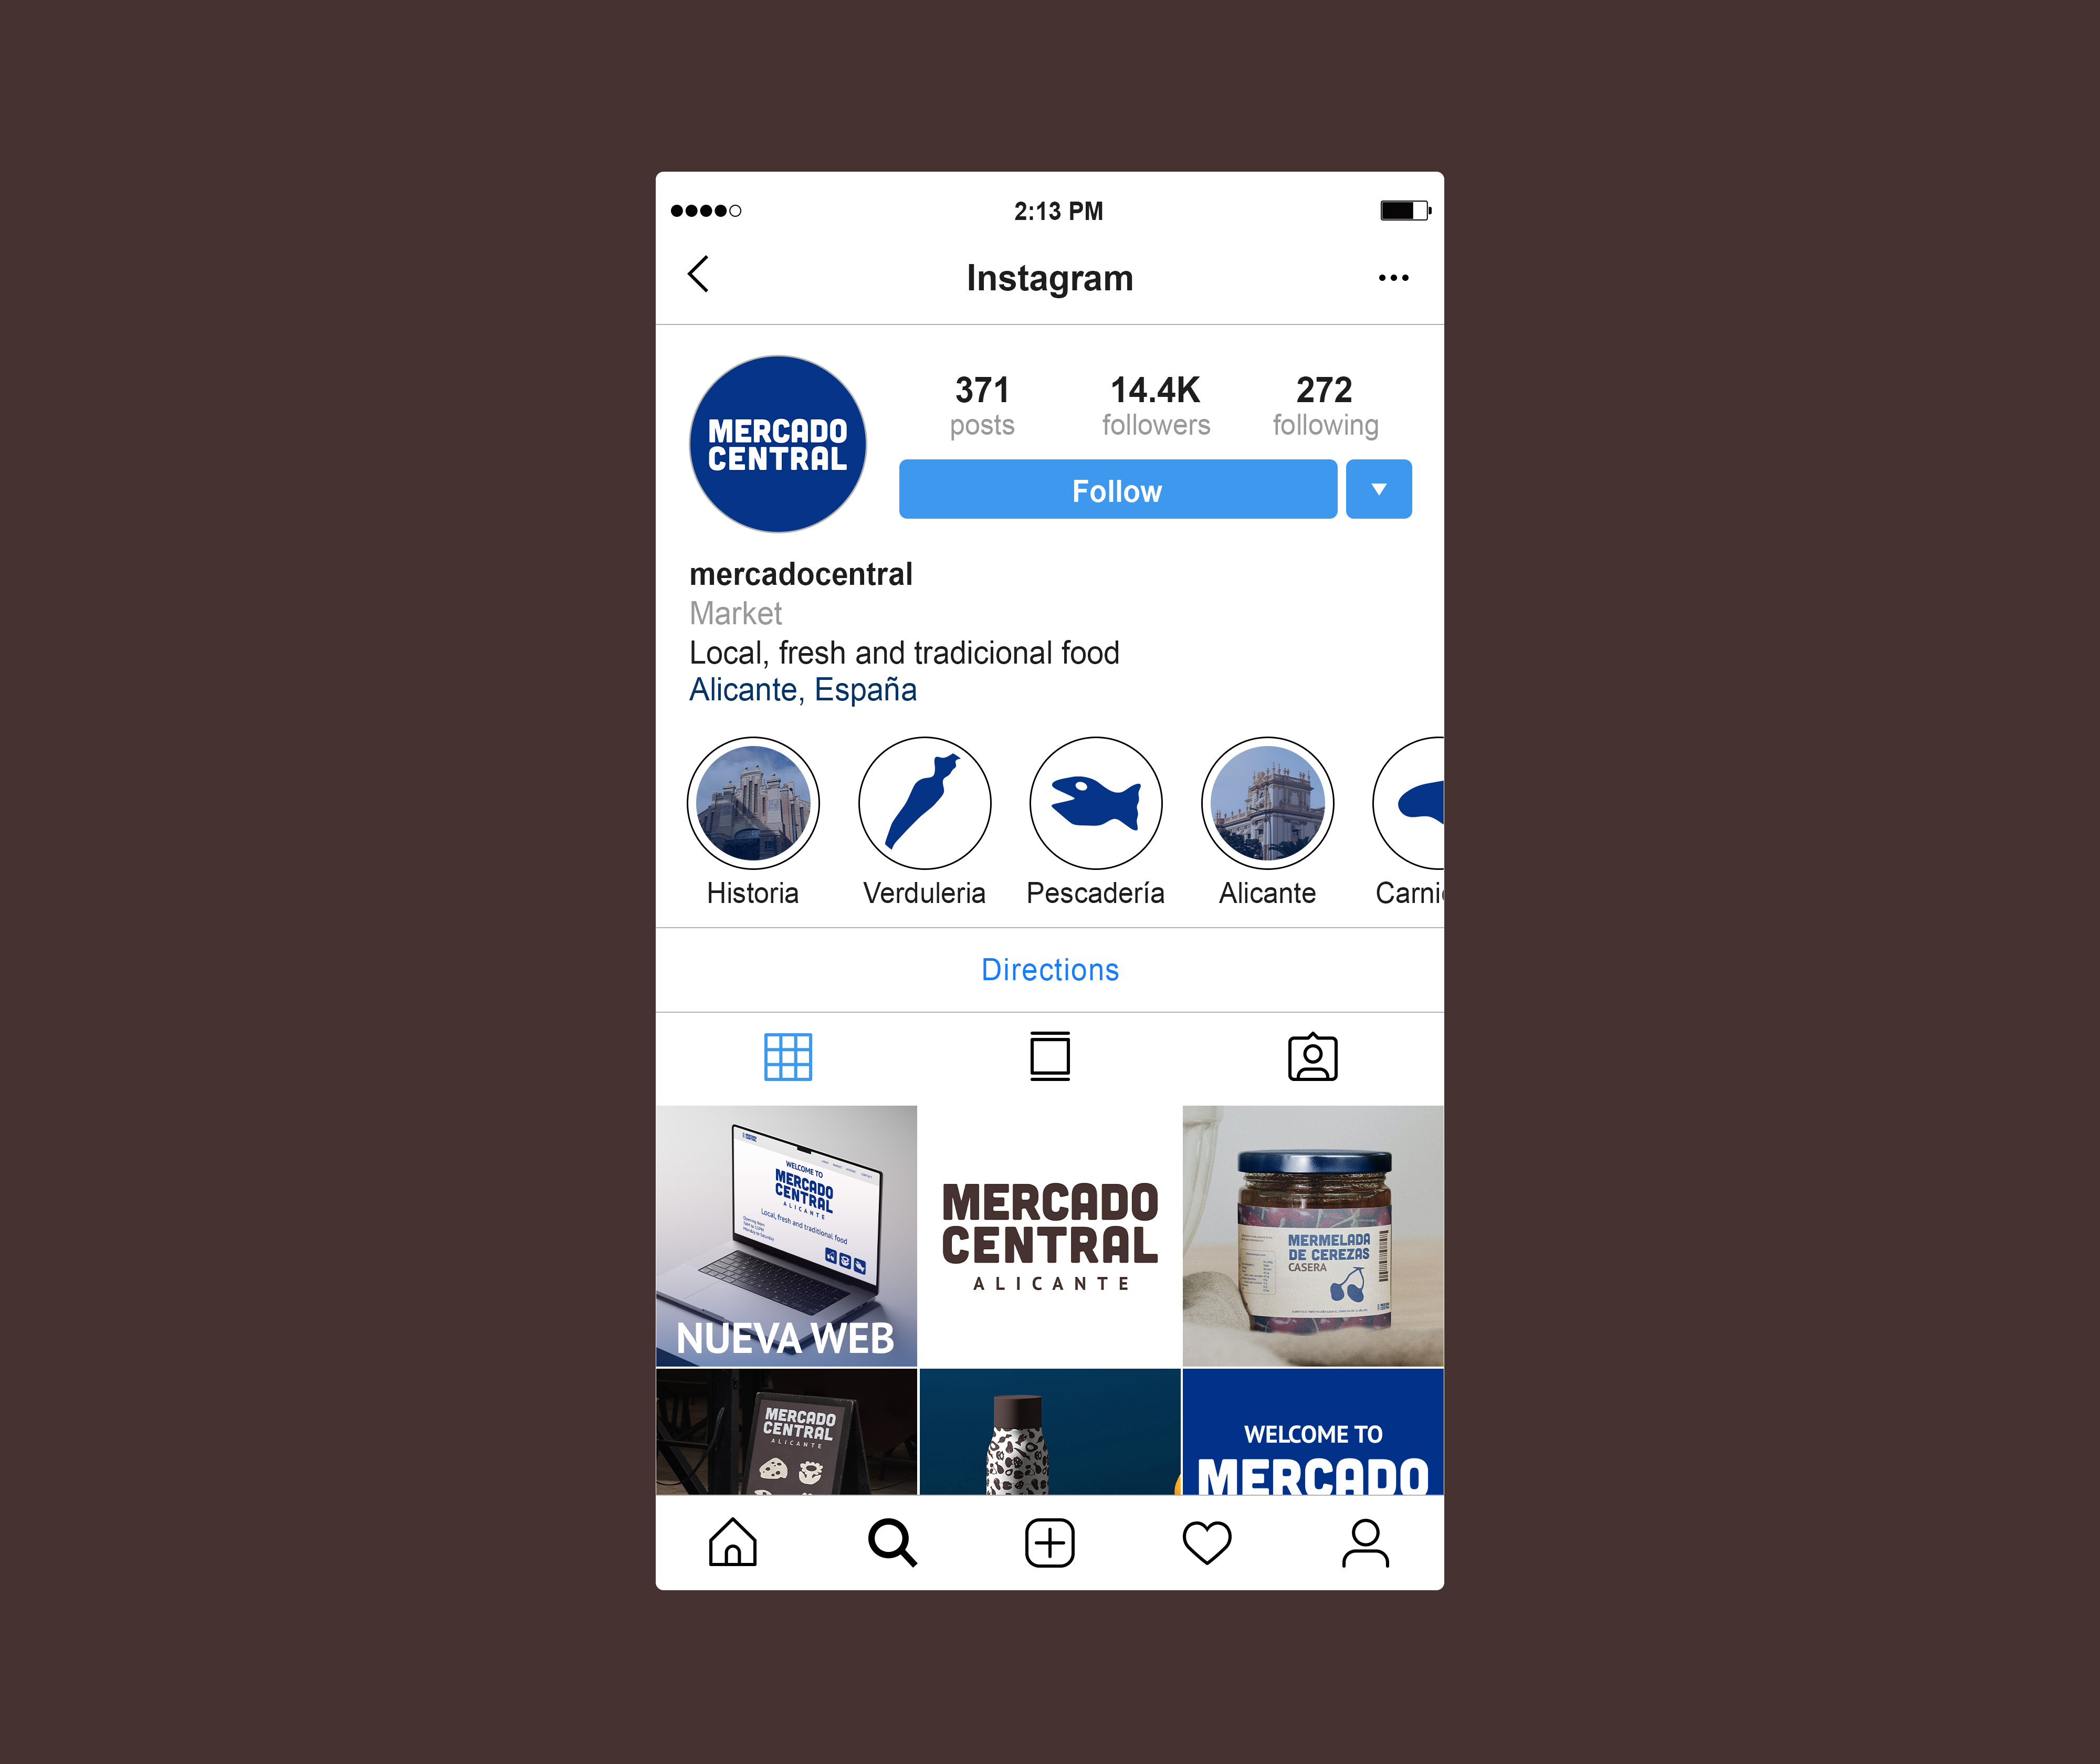 2:13 PM
Instagram
MERCADO
CENTRAL
371
posts
14.4K
followers
272
following
Follow
mercadocentral
Market
Local, fresh and tradicional food
Alicante, España
Historia
Verduleria
Pescadería
Alicante
Carni
Directions
WELCOME TO
MERCADO
CENTRAL
ALICANTE
Local, fresh and traditional food
NUEVA WEB
MERCADO
CENTRAL
ALICANTE
MERMELADA
DE CEREZAS
CASERA
MERCADO
CENTRAL
ALICANTE
WELCOME TO
MERCADO